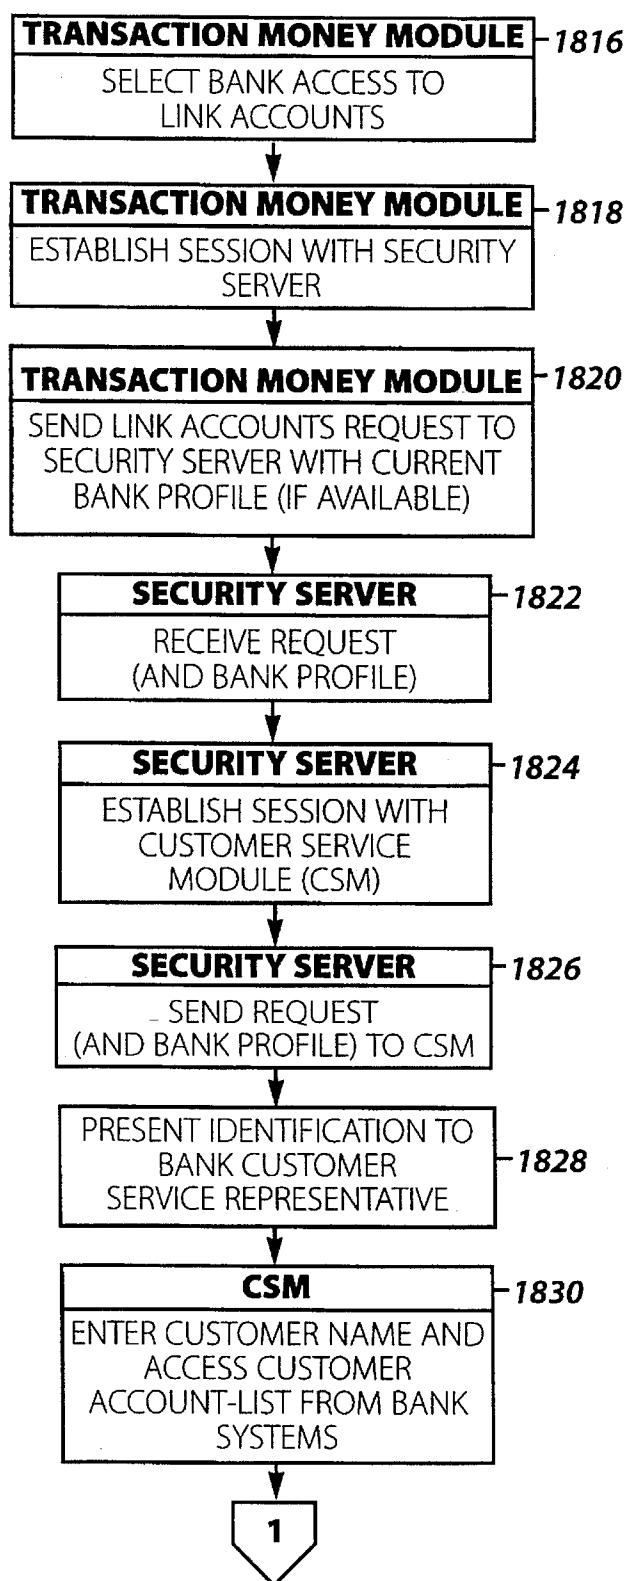 TRANSACTION MONEY MODULE
1816
SELECT BANK ACCESS TO
LINK ACCOUNTS
TRANSACTION MONEY MODULE
1818
ESTABLISH SESSION WITH SECURITY
SERVER
TRANSACTION MONEY MODULE
1820
SEND LINK ACCOUNTS REQUEST TO
SECURITY SERVER WITH CURRENT
BANK PROFILE (IF AVAILABLE)
SECURITY SERVER
1822
RECEIVE REQUEST
(AND BANK PROFILE)
SECURITY SERVER
1824
ESTABLISH SESSION WITH
CUSTOMER SERVICE
MODULE (CSM)
SECURITY SERVER
1826
SEND REQUEST
(AND BANK PROFILE) TO CSM
PRESENT IDENTIFICATION TO
BANK CUSTOMER
SERVICE REPRESENTATIVE
1828
CSM
1830
ENTER CUSTOMER NAME AND
ACCESS CUSTOMER
ACCOUNT-LIST FROM BANK
SYSTEMS
1